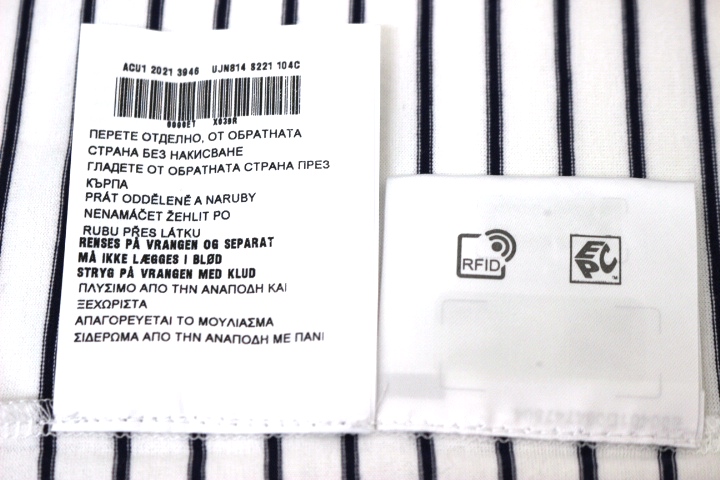 ACU1 2021 3946 UJN814 S221 104C
ПЕРЕТЕ ОТДЕЛНО, ОТ ОБРАТНАТА
СТРАНА БЕЗ НАКИСВАНЕ
ГЛАДЕТЕ ОТ ОБРАТНАТА СТРАНА ПРЕЗ
КЪРПА
PRÁT ODDĚLENĚ A NARUBY
NENAMÁČET ŽEHLIT PO
RUBU PŘES LÁTKU
RENSES PÅ VRANGEN OG SEPARAT
MÅ IKKE LÆGGES I BLØD
STRYG PÅ VRANGEN MED KLUD
ΠΛΥΣΙΜΟ ΑΠΟ ΤΗΝ ΑΝΑΠΟΔΗ ΚΑΙ
ΞΕΧΩΡΙΣΤΑ
ΑΠΑΓΟΡΕΥΕΤΑΙ ΤΟ ΜΟΥΛΙΑΣΜΑ
ΣΙΔΕΡΩΜΑ ΑΠΟ ΤΗΝ ΑΝΑΠΟΔΗ ΜΕ ΠΑΝΙ
RFID
EPC
TM